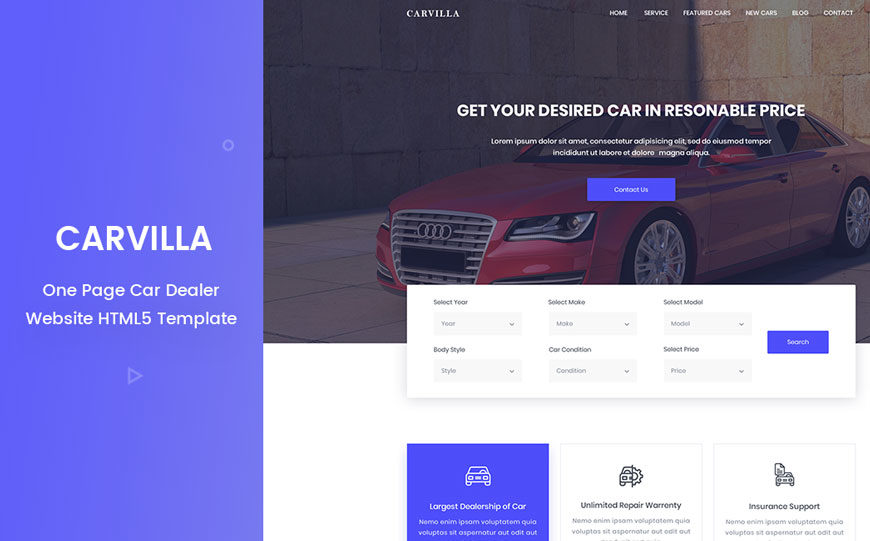 CARVILLA
One Page Car Dealer
Website HTML5 Template
CARVILLA
HOME SERVICE FEATURED CARS NEW CARS BLOG CONTACT
GET YOUR DESIRED CAR IN RESONABLE PRICE
Lorem ipsum dolor sit amet, consectetur adipisicing elit, sed do eiusmod tempor
incididunt ut labore et dolore magna aliqua.
Contact Us
Select Year Select Make Select Model
Year Make Model
Search
Body Style Car Condition Select Price
Style Condition Price
Largest Dealership of Car
Nemo enim ipsam voluptatem quia
voluptas sit aspernatur aut odit aut
Unlimited Repair Warrenty
Nemo enim ipsam voluptatem quia
voluptas sit aspernatur aut odit aut
Insurance Support
Nemo enim ipsam voluptatem quia
voluptas sit aspernatur aut odit aut